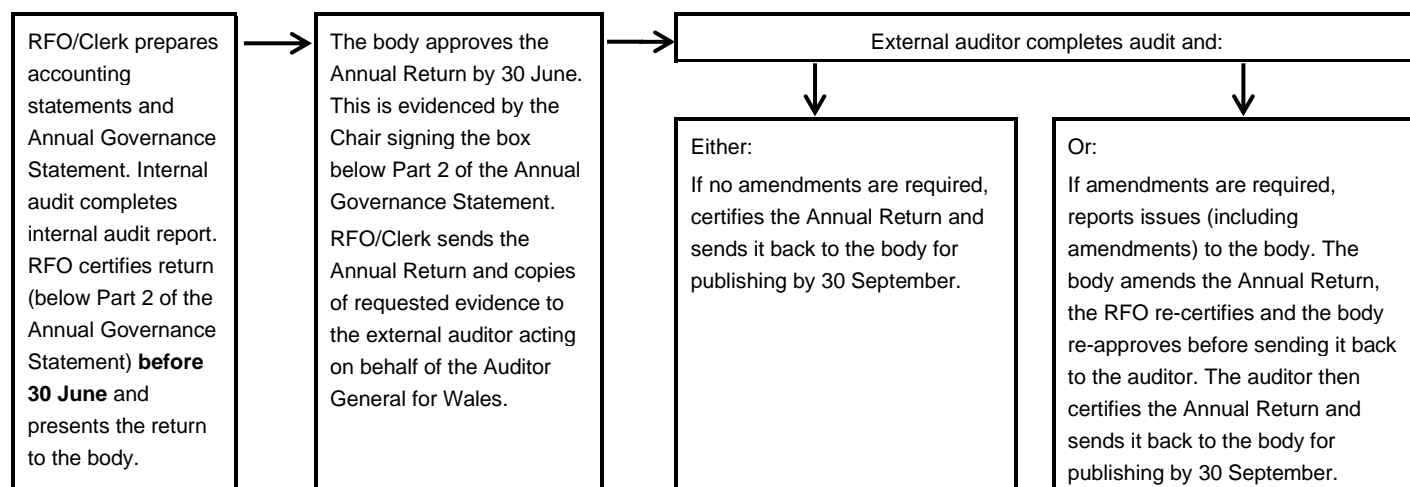 RFO/Clerk prepares
accounting
statements and
Annual Governance
Statement. Internal
audit completes
internal audit report.
RFO certifies return
(below Part 2 of the
Annual Governance
Statement) before
30 June and
presents the return
to the body.
The body approves the
Annual Return by 30 June.
This is evidenced by the
Chair signing the box
below Part 2 of the Annual
Governance Statement.
RFO/Clerk sends the
Annual Return and copies
of requested evidence to
the external auditor acting
on behalf of the Auditor
General for Wales.
External auditor completes audit and:
Either:
If no amendments are required,
certifies the Annual Return and
sends it back to the body for
publishing by 30 September.
Or:
If amendments are required,
reports issues (including
amendments) to the body. The
body amends the Annual Return,
the RFO re-certifies and the body
re-approves before sending it back
to the auditor. The auditor then
certifies the Annual Return and
sends it back to the body for
publishing by 30 September.